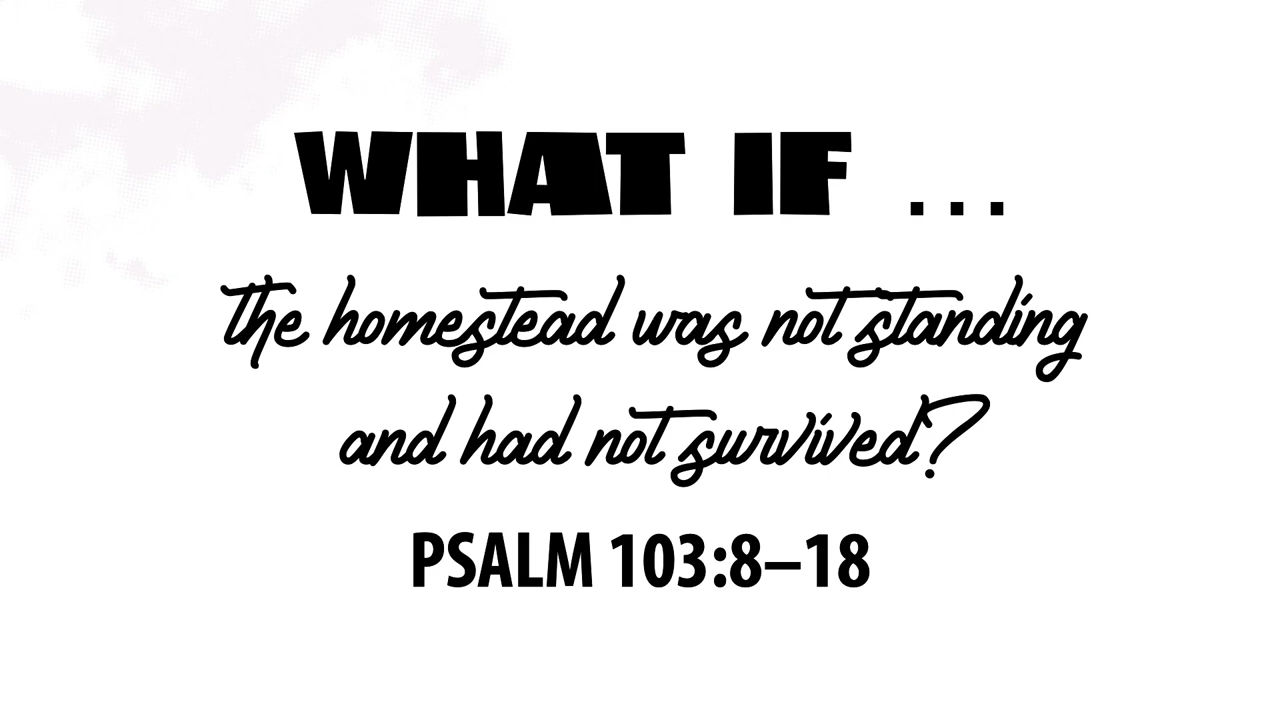 WHAT IF ...
the homestead was not standing
and had not survived?
PSALM 103:8–18